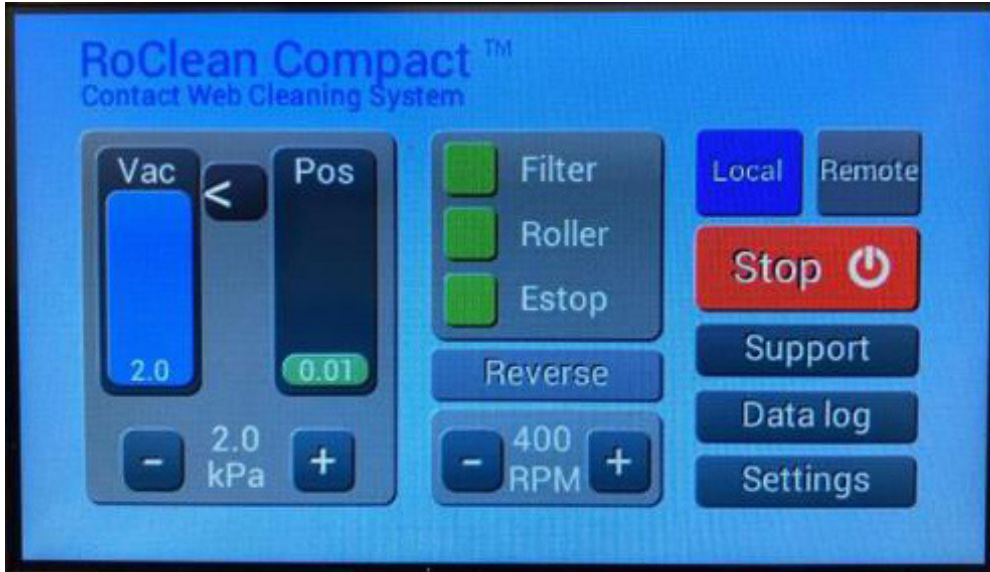 RoClean Compact ™
Contact Web Cleaning System
Vac
<
Pos
2.0
0.01
-
2.0
kPa
+
Filter
Roller
Estop
Reverse
-
400
RPM
+
Local
Remote
Stop
Support
Data log
Settings